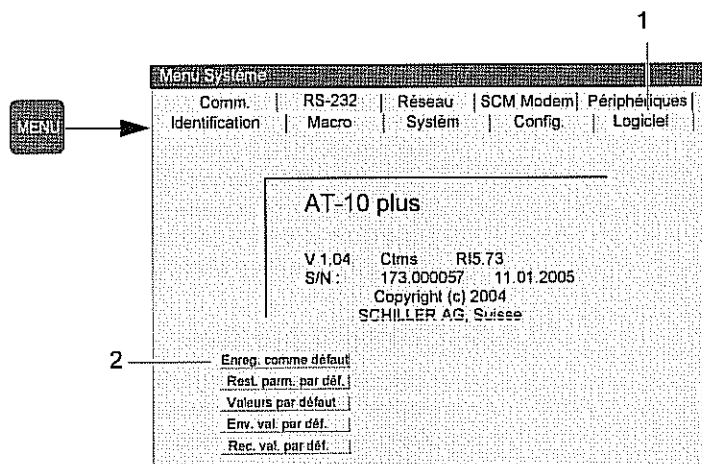 1
Menu Système
Comm. RS-232 Réseau SCM Modem Périphériques
MENU
Identification Macro Systém Config. Logiciel
AT-10 plus
V 1.04 Ctms RI5.73
S/N : 173.000057 11.01.2005
Copyright (c) 2004
SCHILLER AG, Suisse
2
Enreg. comme défaut
Rest. parm. par déf.
Valeurs par défaut
Env. val. par déf.
Rec. val. par déf.